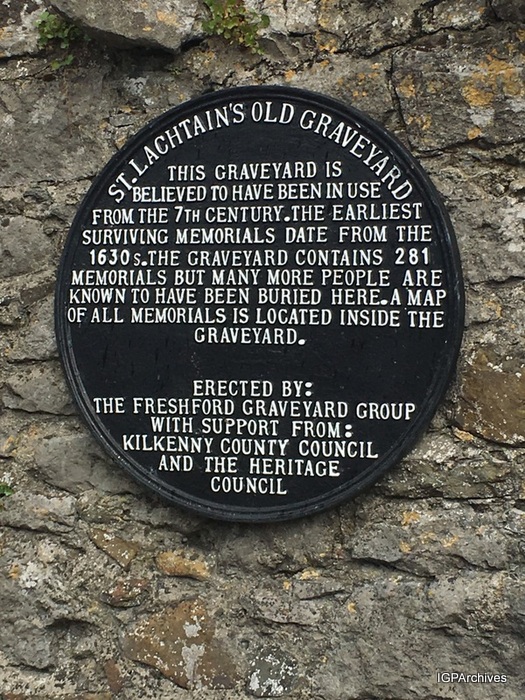 ST. LACHTAIN'S OLD GRAVEYARD
THIS GRAVEYARD IS
BELIEVED TO HAVE BEEN IN USE
FROM THE 7TH CENTURY. THE EARLIEST
SURVIVING MEMORIALS DATE FROM THE
1630s. THE GRAVEYARD CONTAINS 281
MEMORIALS BUT MANY MORE PEOPLE ARE
KNOWN TO HAVE BEEN BURIED HERE. A MAP
OF ALL MEMORIALS IS LOCATED INSIDE THE
GRAVEYARD.
ERECTED BY:
THE FRESHFORD GRAVEYARD GROUP
WITH SUPPORT FROM:
KILKENNY COUNTY COUNCIL
AND THE HERITAGE
COUNCIL
IGPArchives